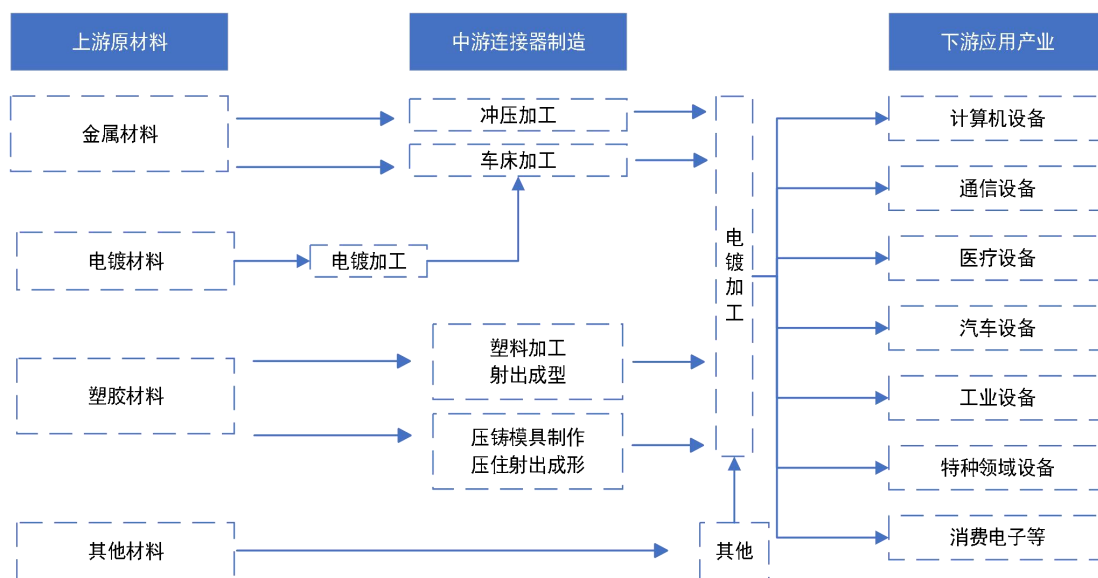 上游原材料
中游连接器制造
下游应用产业
金属材料
冲压加工
车床加工
电镀材料
电镀加工
塑胶材料
塑料加工
射出成型
压铸模具制作
压住射出成形
其他材料
其他
电镀加工
计算机设备
通信设备
医疗设备
汽车设备
工业设备
特种领域设备
消费电子等